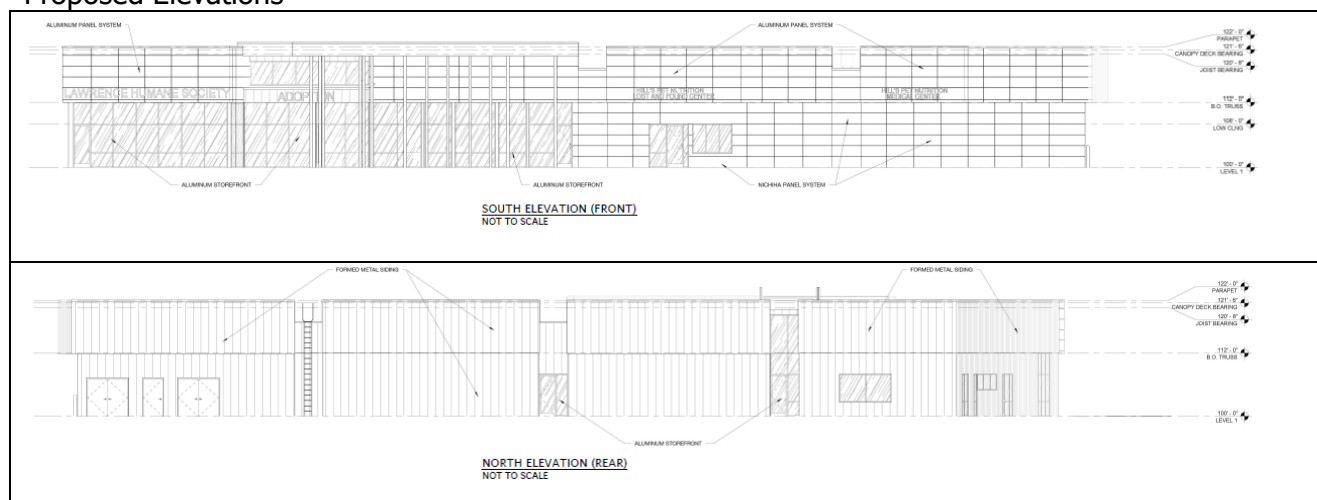 Proposed Elevations
ALUMINUM PANEL SYSTEM
ALUMINUM PANEL SYSTEM
122' - 0"
PARAPET
121' - 6"
CANOPY DECK BEARING
120' - 8"
JOIST BEARING
LAWRENCE HUMANE SOCIETY
ADOPTION
HILL'S PET NUTRITION
LOST AND FOUND CENTER
HILL'S PET NUTRITION
MEDICAL CENTER
112' - 0"
B.O. TRUSS
108' - 0"
LOW CLNG
100' - 0"
LEVEL 1
ALUMINUM STOREFRONT
ALUMINUM STOREFRONT
NICHIHA PANEL SYSTEM
SOUTH ELEVATION (FRONT)
NOT TO SCALE
FORMED METAL SIDING
FORMED METAL SIDING
122' - 0"
PARAPET
121' - 6"
CANOPY DECK BEARING
120' - 8"
JOIST BEARING
112' - 0"
B.O. TRUSS
100' - 0"
LEVEL 1
ALUMINUM STOREFRONT
NORTH ELEVATION (REAR)
NOT TO SCALE